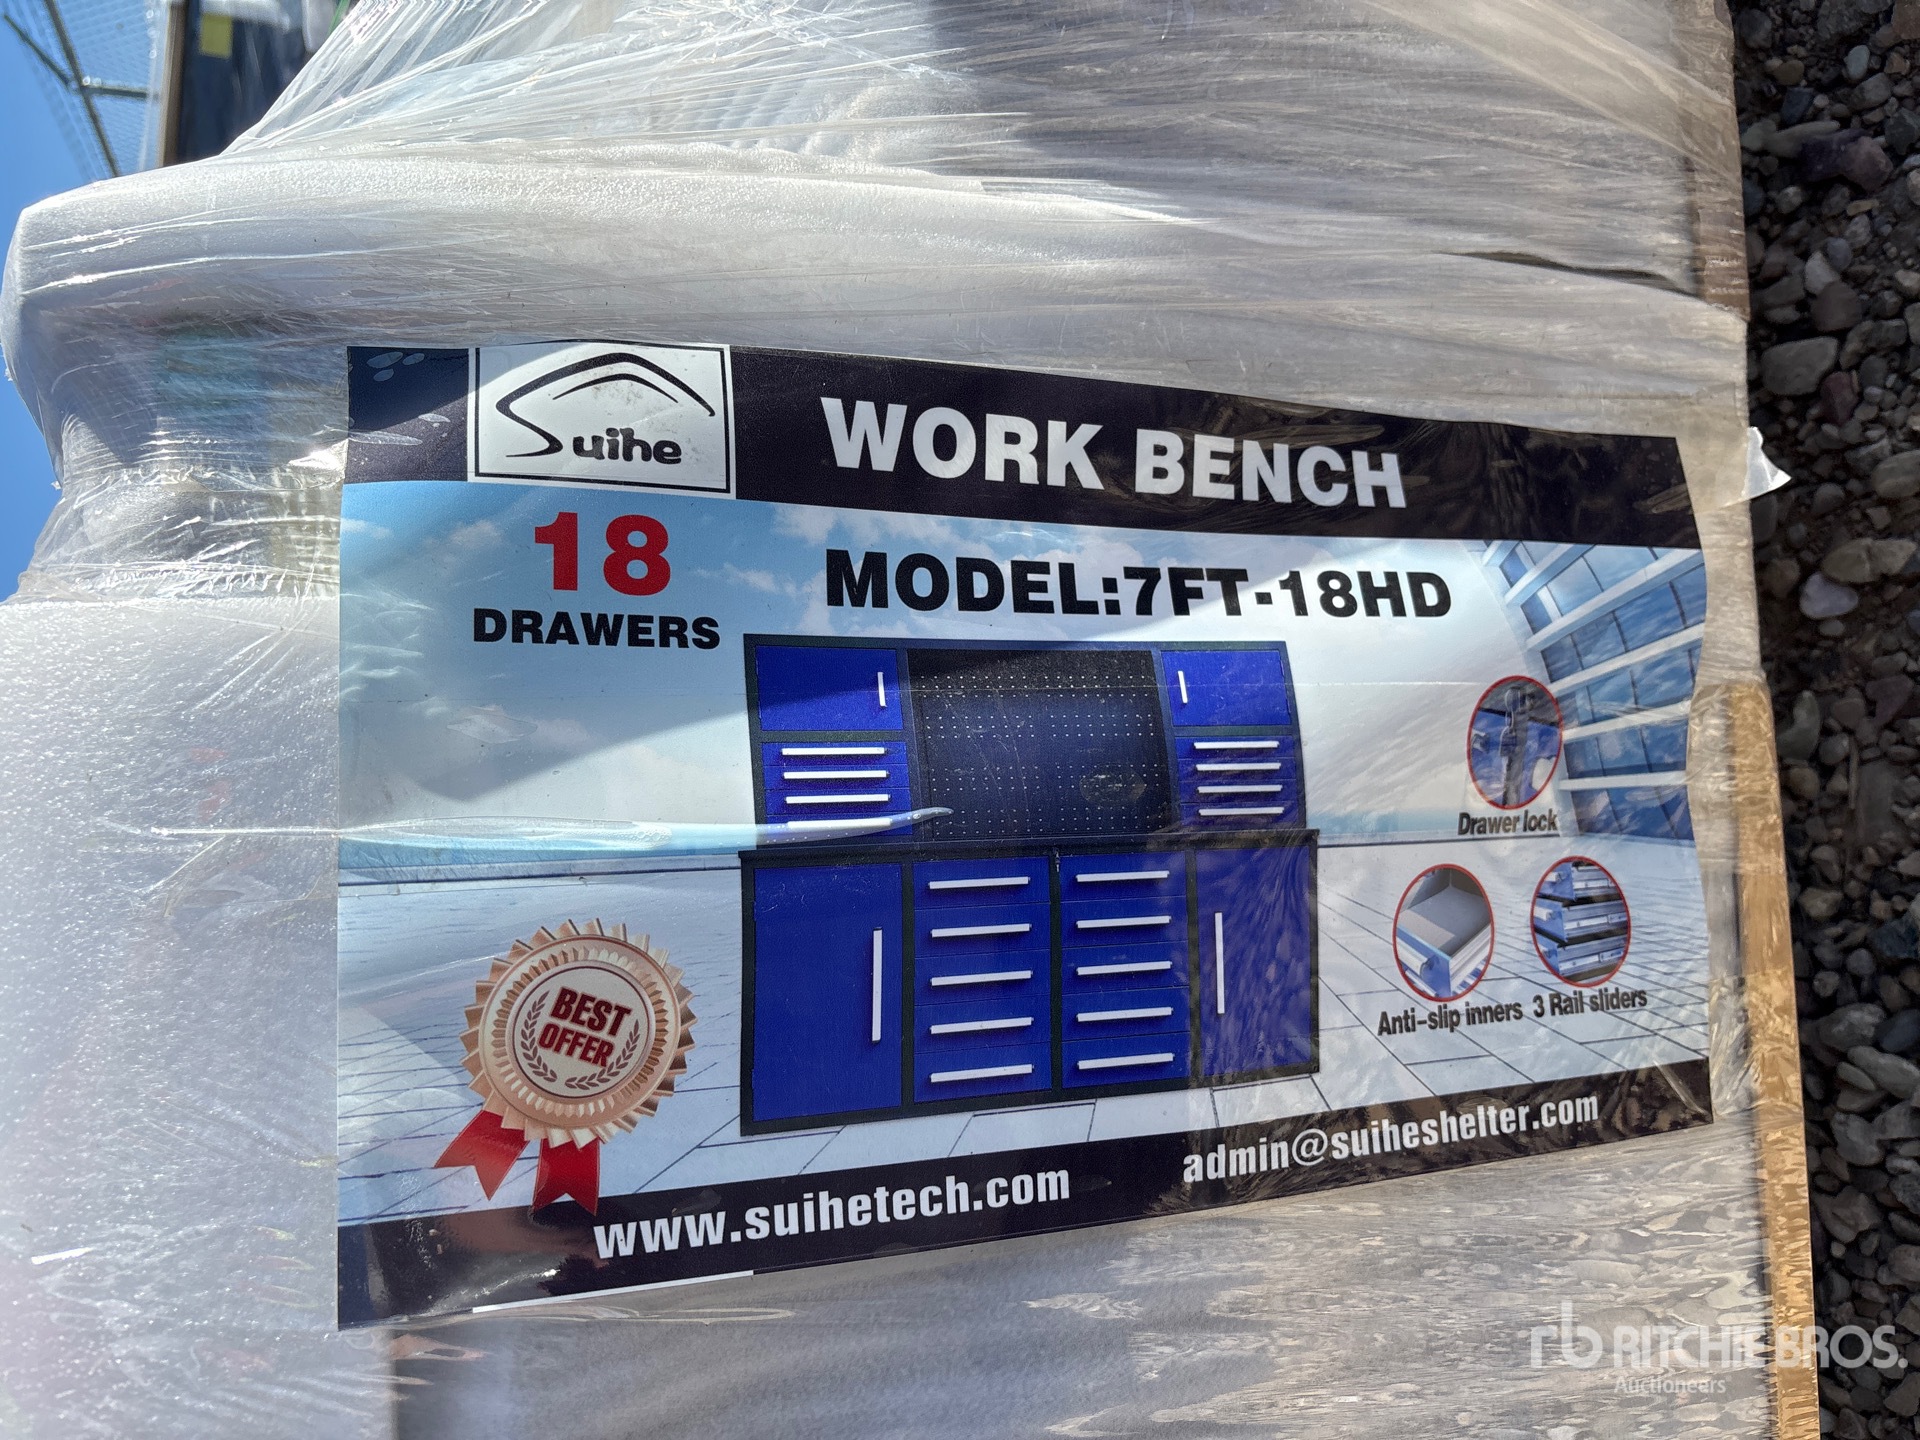 Suihe
WORK BENCH
18
DRAWERS
MODEL:7FT-18HD
Drawer lock
Anti-slip inners
3 Rail sliders
BEST
OFFER
www.suihetech.com
admin@suiheshelter.com
rb RITCHIE BROS.
Auctioneers